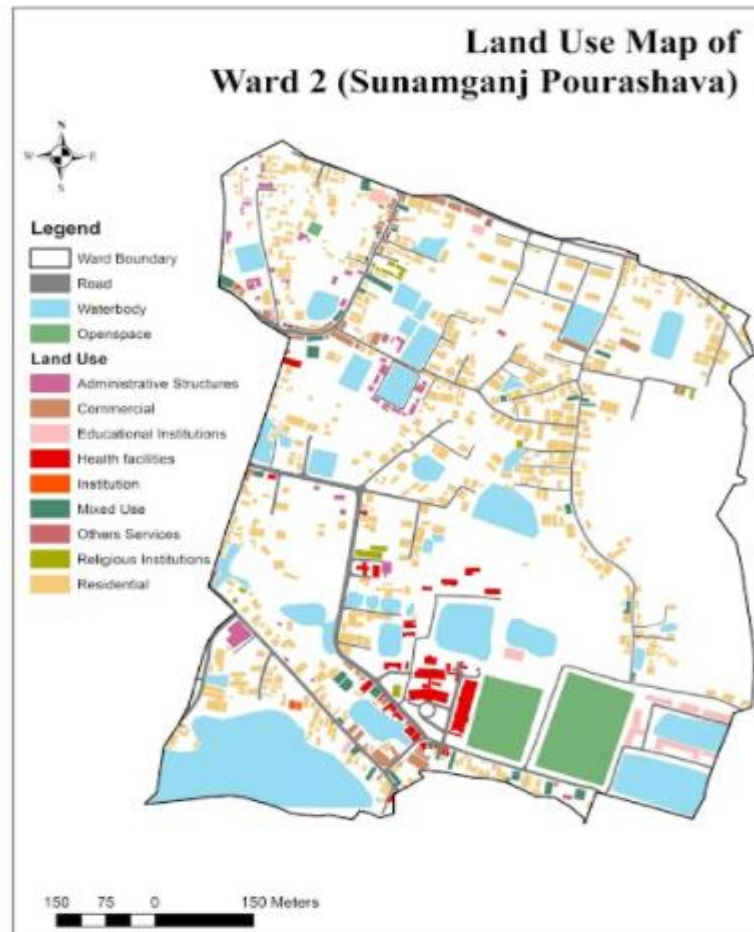 Land Use Map of
Ward 2 (Sunamganj Pourashava)
N
W E
S
Legend
Ward Boundary
Road
Waterbody
Openspace
Land Use
Administrative Structures
Commercial
Educational Institutions
Health facilities
Institution
Mixed Use
Others Services
Religious Institutions
Residential
150 75 0 150 Meters